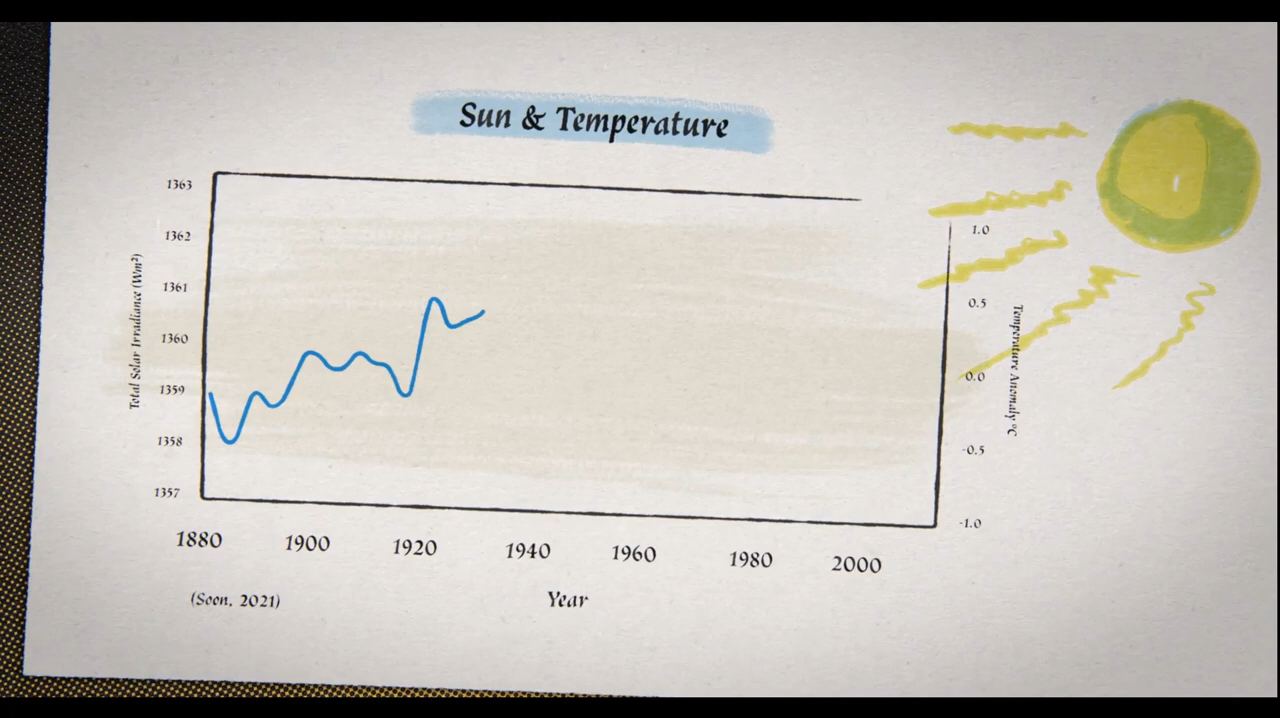 Sun & Temperature
1363
1362
1361
1360
1359
1358
1357
Total Solar Irradiance (Wm²)
1.0
0.5
0.0
-0.5
-1.0
Temperature Anomaly °C
1880 1900 1920 1940 1960 1980 2000
(Soon, 2021)
Year